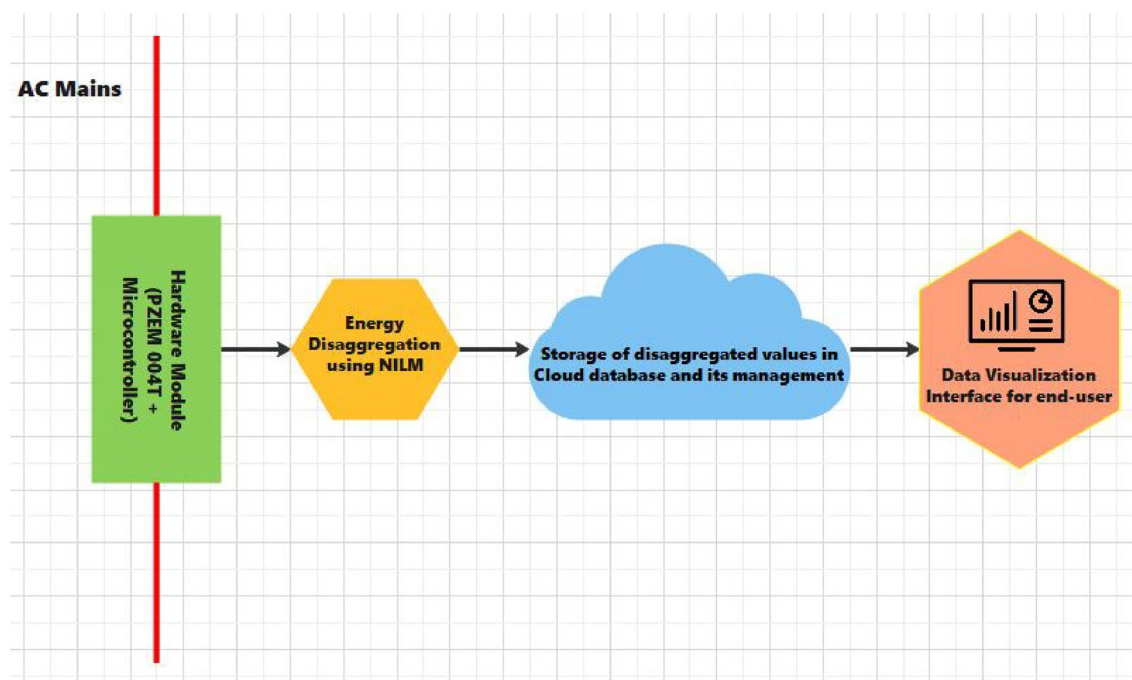 AC Mains
Hardware Module
(PZEM 004T +
Microcontroller)
Energy
Disaggregation
using NILM
Storage of disaggregated values in
Cloud database and its management
Data Visualization
Interface for end-user